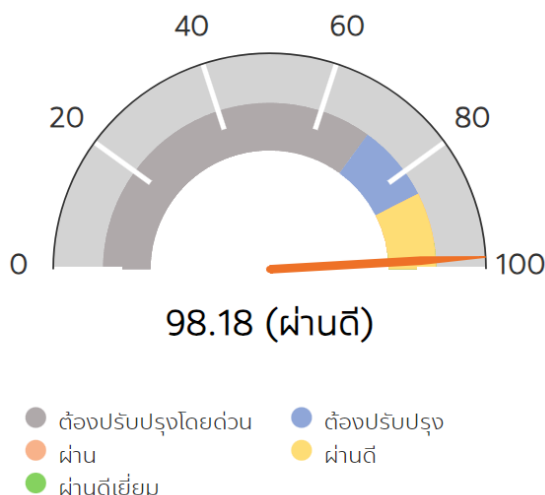 40 60
20 80
0 100
98.18 (ผ่านดี)
ต้องปรับปรุงโดยด่วน ต้องปรับปรุง
ผ่าน ผ่านดี
ผ่านดีเยี่ยม